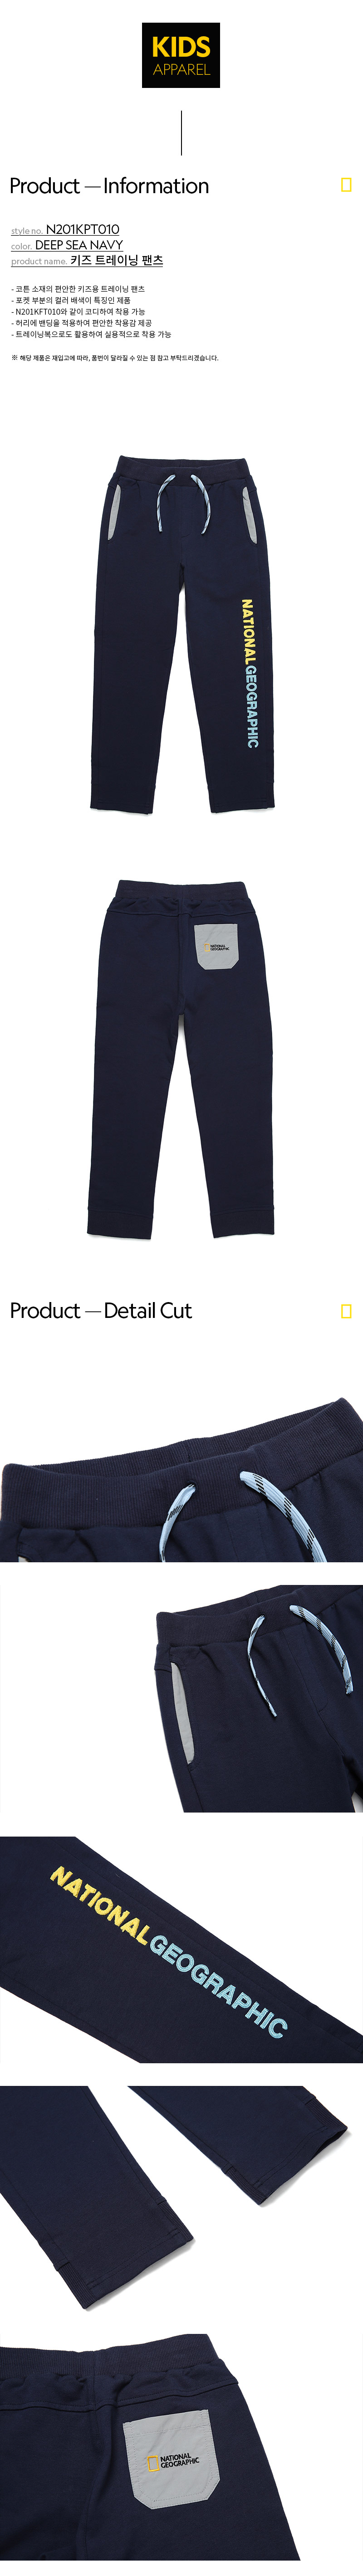 KIDS
APPAREL
Product — Information
style no. N201KPT010
color. DEEP SEA NAVY
product name. 키즈 트레이닝 팬츠
- 코튼 소재의 편안한 키즈용 트레이닝 팬츠
- 포켓 부분의 컬러 배색이 특징인 제품
- N201KFT010와 같이 코디하여 착용 가능
- 허리에 밴딩을 적용하여 편안한 착용감 제공
- 트레이닝복으로도 활용하여 실용적으로 착용 가능
※ 해당 제품은 재입고에 따라, 품번이 달라질 수 있는 점 참고 부탁드리겠습니다.
NATIONAL GEOGRAPHIC
NATIONAL
GEOGRAPHIC
Product — Detail Cut
NATIONAL GEOGRAPHIC
NATIONAL
GEOGRAPHIC